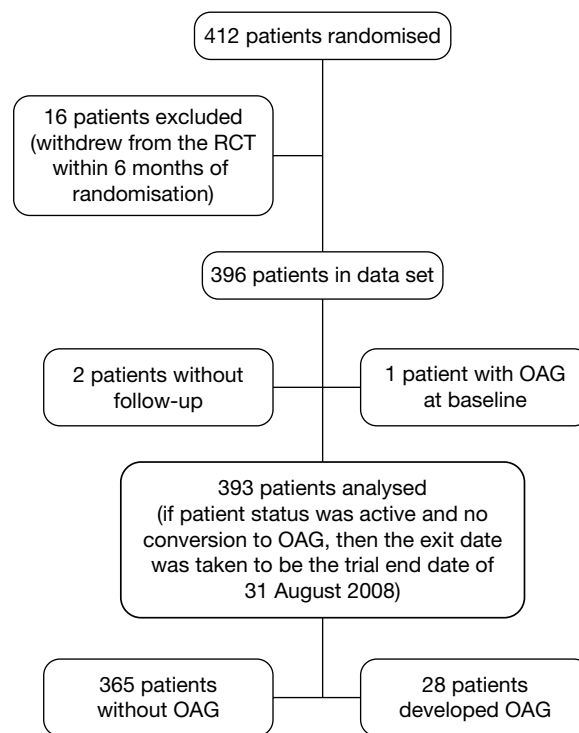 412 patients randomised
16 patients excluded
(withdrew from the RCT
within 6 months of
randomisation)
396 patients in data set
2 patients without
follow-up
1 patient with OAG
at baseline
393 patients analysed
(if patient status was active and no
conversion to OAG, then the exit date
was taken to be the trial end date of
31 August 2008)
365 patients
without OAG
28 patients
developed OAG